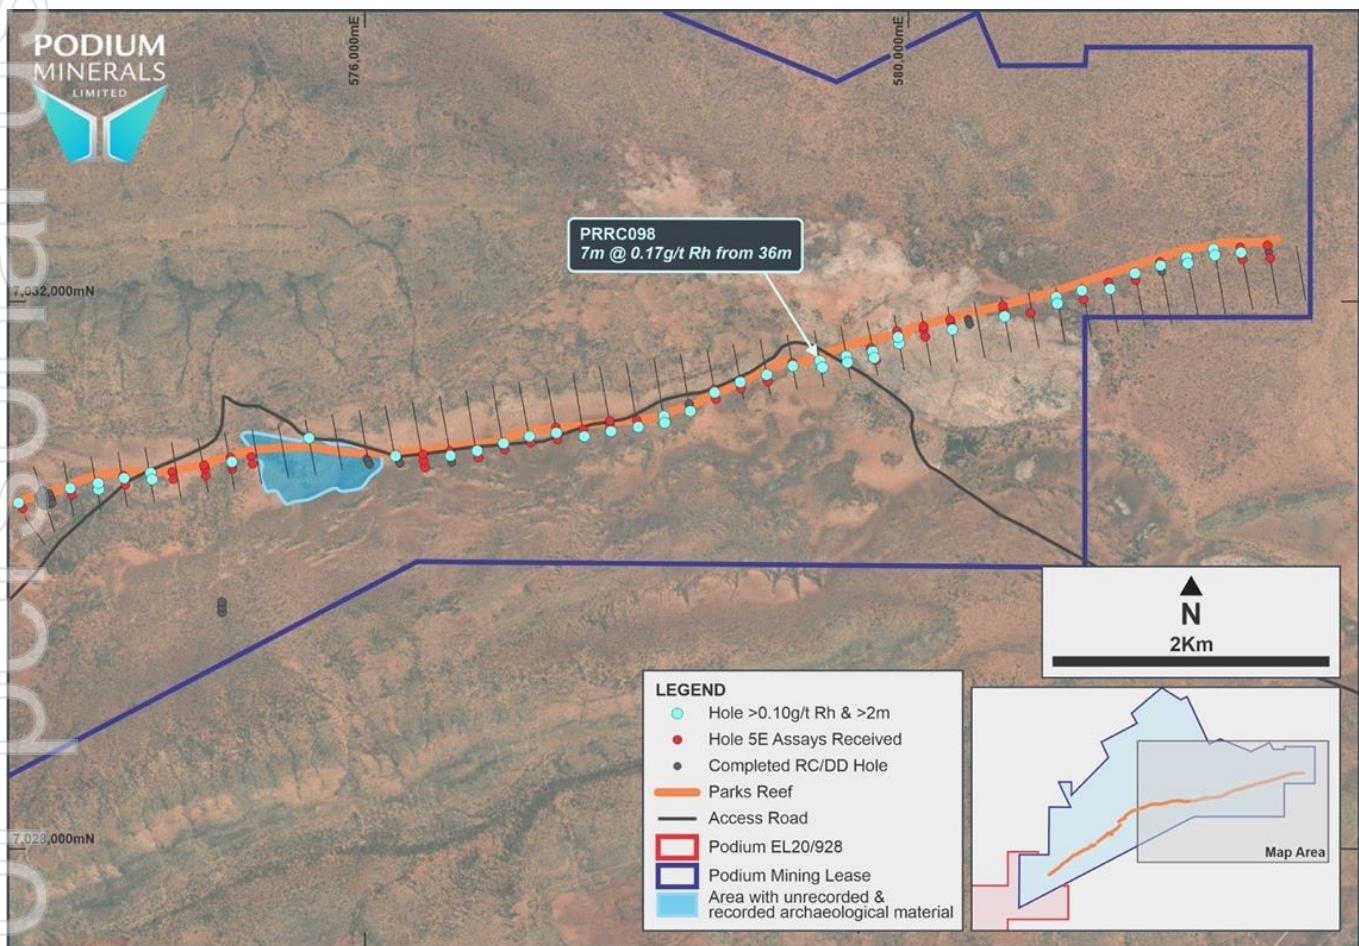 PODIUM
MINERALS
LIMITED
576,000mE
580,000mE
PRRC098
7m @ 0.17g/t Rh from 36m
7,032,000mN
7,028,000mN
N
2Km
LEGEND
Hole >0.10g/t Rh & >2m
Hole 5E Assays Received
Completed RC/DD Hole
Parks Reef
Access Road
Podium EL20/928
Podium Mining Lease
Area with unrecorded &
recorded archaeological material
Map Area